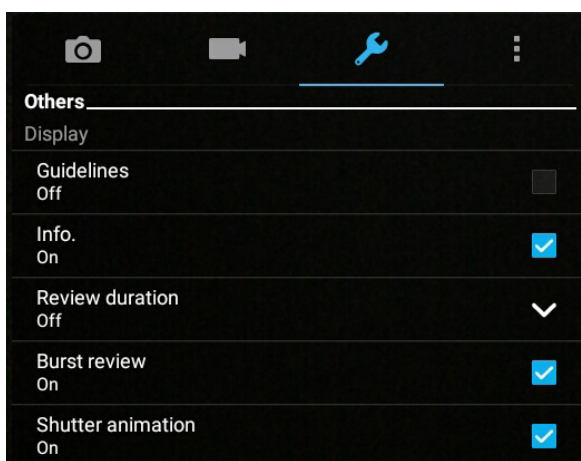 Others
Display
Guidelines
Off
Info.
On
Review duration
Off
Burst review
On
Shutter animation
On